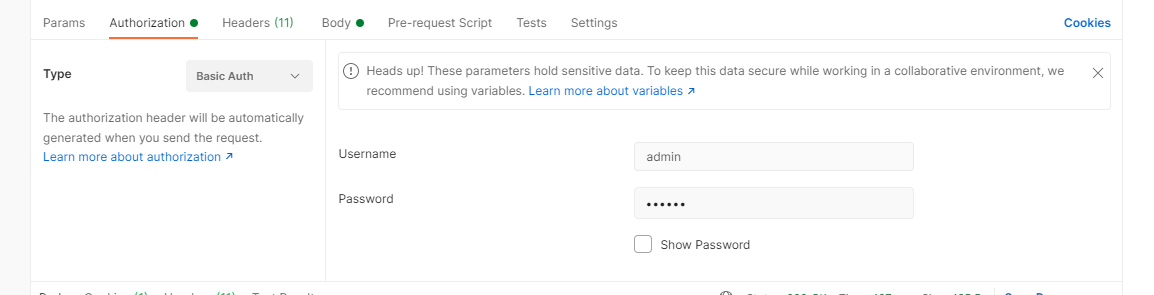 Params Authorization Headers (11) Body Pre-request Script Tests Settings Cookies
Type Basic Auth
The authorization header will be automatically
generated when you send the request.
Learn more about authorization ↗
Heads up! These parameters hold sensitive data. To keep this data secure while working in a collaborative environment, we
recommend using variables. Learn more about variables ↗
Username admin
Password ••••••
Show Password